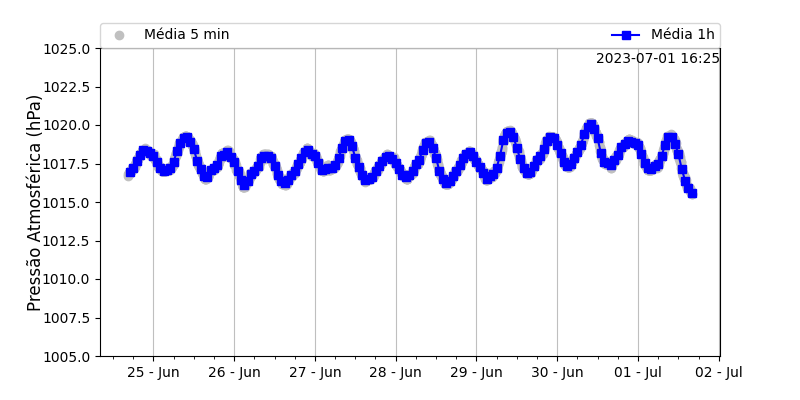 Média 5 min
Média 1h
2023-07-01 16:25
Pressão Atmosférica (hPa)
1025.0
1022.5
1020.0
1017.5
1015.0
1012.5
1010.0
1007.5
1005.0
25 - Jun
26 - Jun
27 - Jun
28 - Jun
29 - Jun
30 - Jun
01 - Jul
02 - Jul